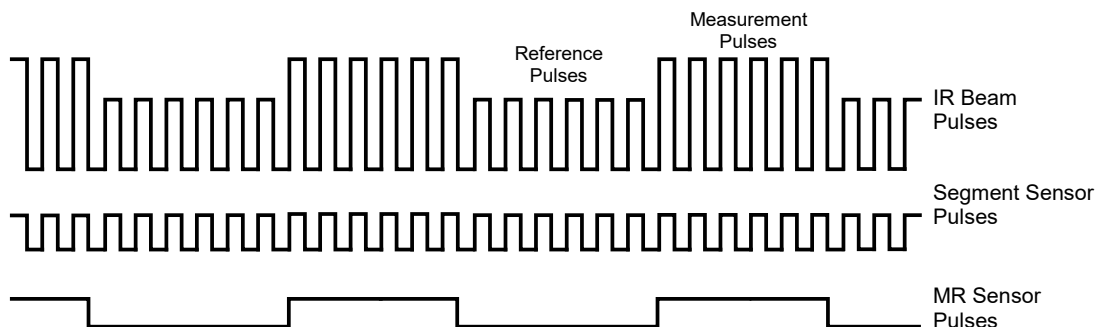 Measurement
Pulses
Reference
Pulses
IR Beam
Pulses
Segment Sensor
Pulses
MR Sensor
Pulses